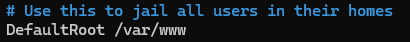 # Use this to jail all users in their homes
DefaultRoot /var/www